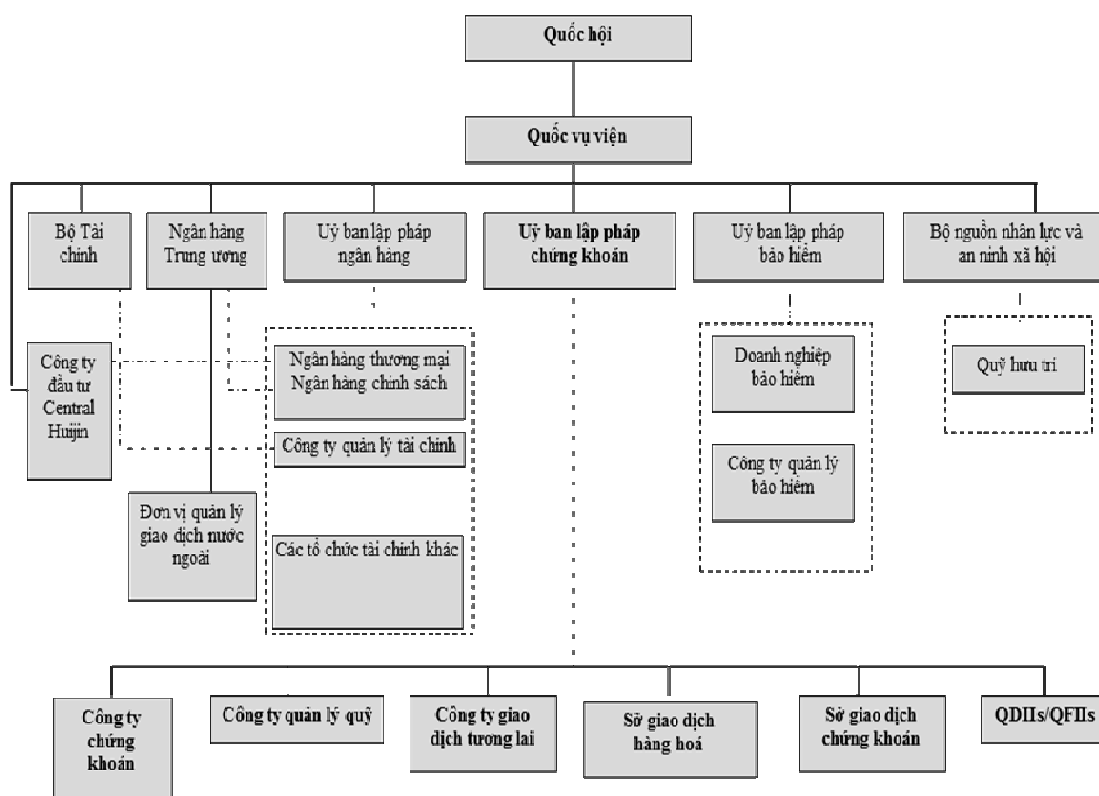 Quốc hội
Quốc vụ viện
Bộ Tài
chính
Ngân hàng
Trung ương
Uỷ ban lập pháp
ngân hàng
Uỷ ban lập pháp
chứng khoán
Uỷ ban lập pháp
bảo hiểm
Bộ nguồn nhân lực và
an ninh xã hội
Công ty
đầu tư
Central
Huijin
Ngân hàng thương mại
Ngân hàng chính sách
Công ty quản lý tài chính
Doanh nghiệp
bảo hiểm
Quỹ hưu trí
Công ty quản lý
bảo hiểm
Đơn vị quản lý
giao dịch nước
ngoài
Các tổ chức tài chính khác
Công ty
chứng
khoán
Công ty quản lý quỹ
Công ty giao
dịch tương lai
Sở giao dịch
hàng hoá
Sở giao dịch
chứng khoán
QDIIs/QFIIs